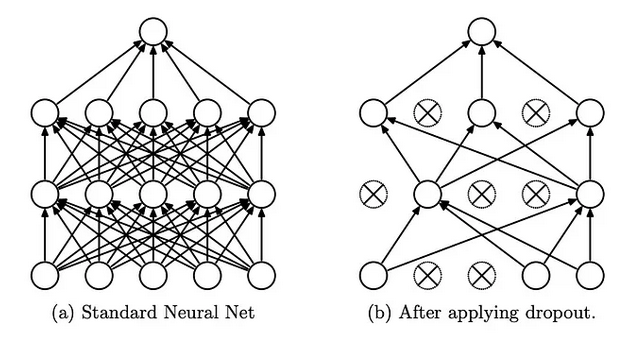 (a) Standard Neural Net
(b) After applying dropout.